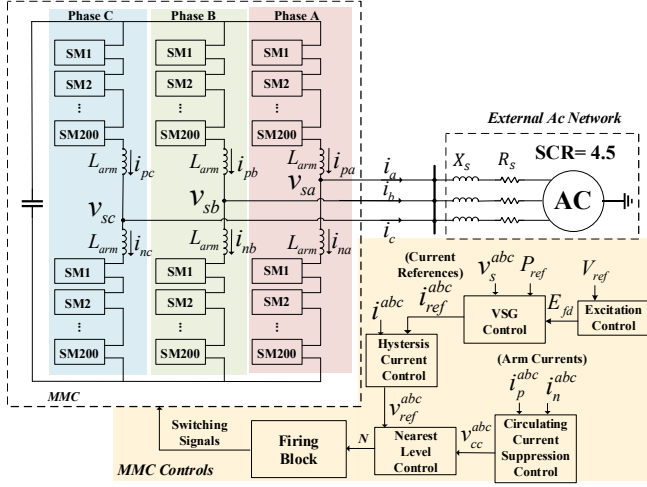 Phase C
Phase B
Phase A
SM1
SM1
SM1
SM2
SM2
SM2
⋮
⋮
⋮
SM200
SM200
SM200
L_arm
i_pc
L_arm
i_pb
L_arm
i_pa
v_sc
v_sb
v_sa
L_arm
i_nc
L_arm
i_nb
L_arm
i_na
SM1
SM1
SM1
SM2
SM2
SM2
⋮
⋮
⋮
SM200
SM200
SM200
MMC
i_a
i_b
i_c
External Ac Network
X_s
R_s
SCR= 4.5
AC
(Current
References)
i^abc
i_ref^abc
v_s^abc
P_ref
V_ref
Hystersis
Current
Control
VSG
Control
E_fd
Excitation
Control
(Arm Currents)
i_p^abc
i_n^abc
v_ref^abc
v_cc^abc
Switching
Signals
Firing
Block
N
Nearest
Level
Control
Circulating
Current
Suppression
Control
MMC Controls